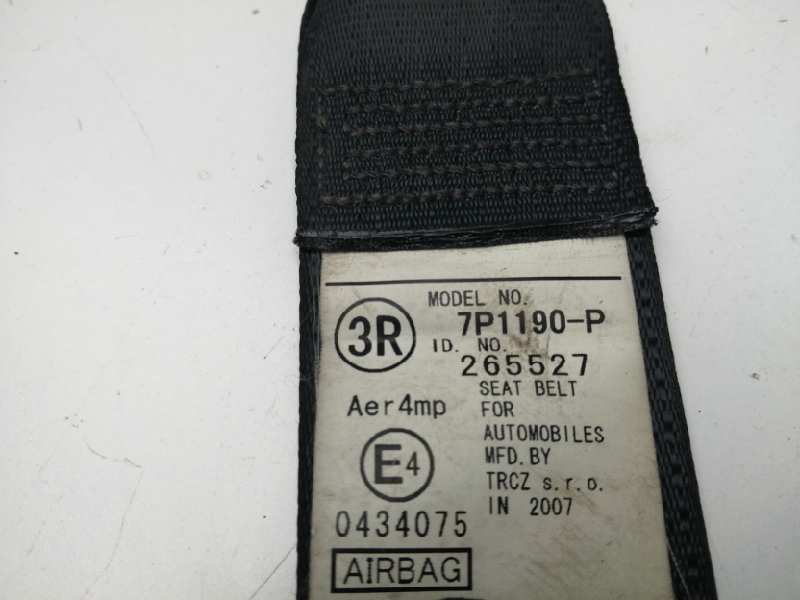 MODEL NO.
3R 7P1190-P
ID. NO.
265527
SEAT BELT
Aer4mp FOR
AUTOMOBILES
E4 MFD. BY
TRCZ s.r.o.
IN 2007
0434075
AIRBAG